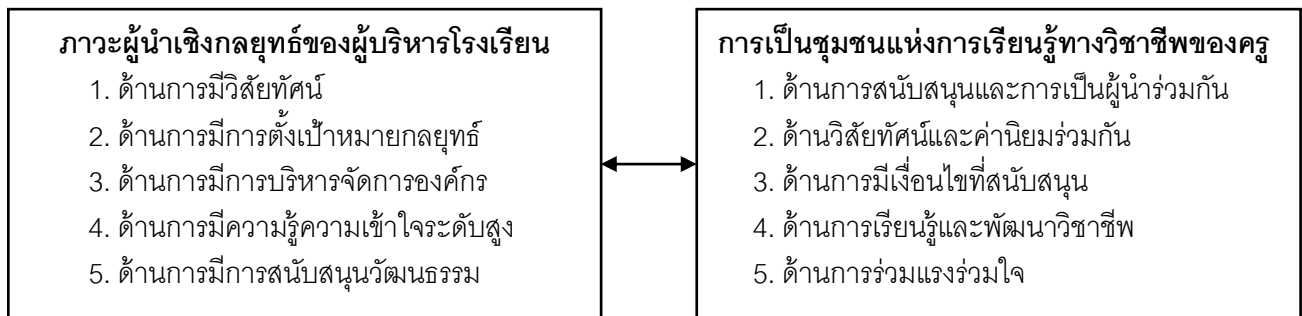 ภาวะผู้นำเชิงกลยุทธ์ของผู้บริหารโรงเรียน
1. ด้านการมีวิสัยทัศน์
2. ด้านการมีการตั้งเป้าหมายกลยุทธ์
3. ด้านการมีการบริหารจัดการองค์กร
4. ด้านการมีความรู้ความเข้าใจระดับสูง
5. ด้านการมีการสนับสนุนวัฒนธรรม
การเป็นชุมชนแห่งการเรียนรู้ทางวิชาชีพของครู
1. ด้านการสนับสนุนและการเป็นผู้นำร่วมกัน
2. ด้านวิสัยทัศน์และค่านิยมร่วมกัน
3. ด้านการมีเงื่อนไขที่สนับสนุน
4. ด้านการเรียนรู้และพัฒนาวิชาชีพ
5. ด้านการร่วมแรงร่วมใจ